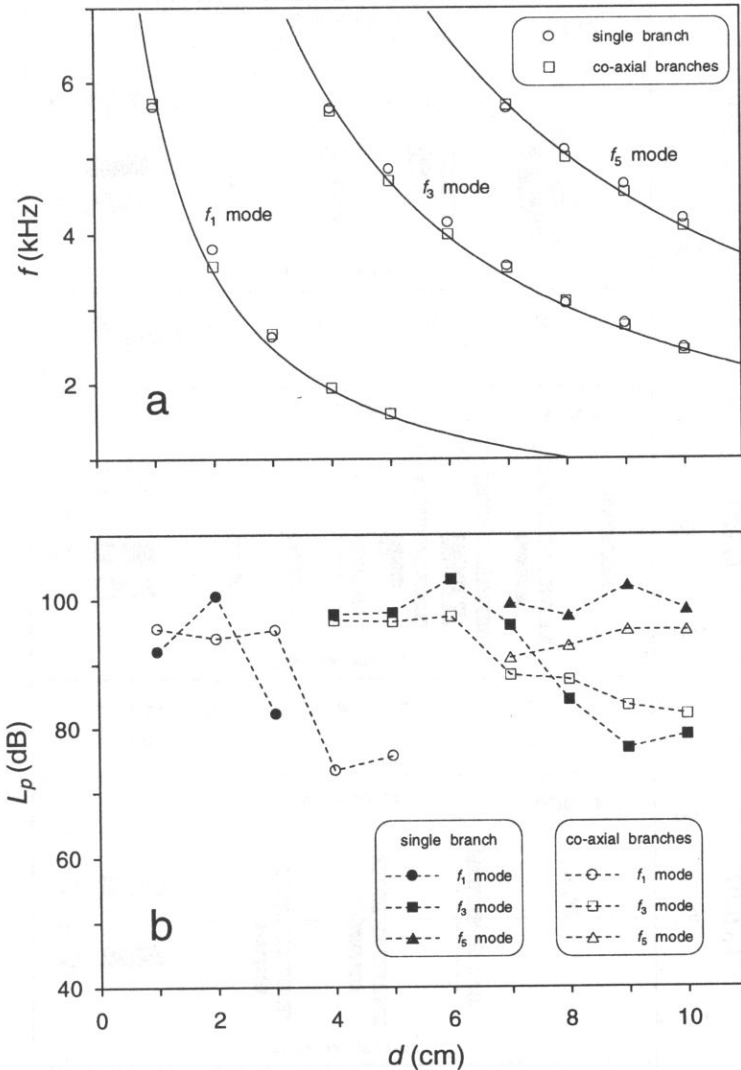 6
4
2
f (kHz)
single branch
co-axial branches
f₁ mode
f₃ mode
f₅ mode
a
100
80
60
40
Lₚ (dB)
b
single branch
f₁ mode
f₃ mode
f₅ mode
co-axial branches
f₁ mode
f₃ mode
f₅ mode
0 2 4 6 8 10
d (cm)